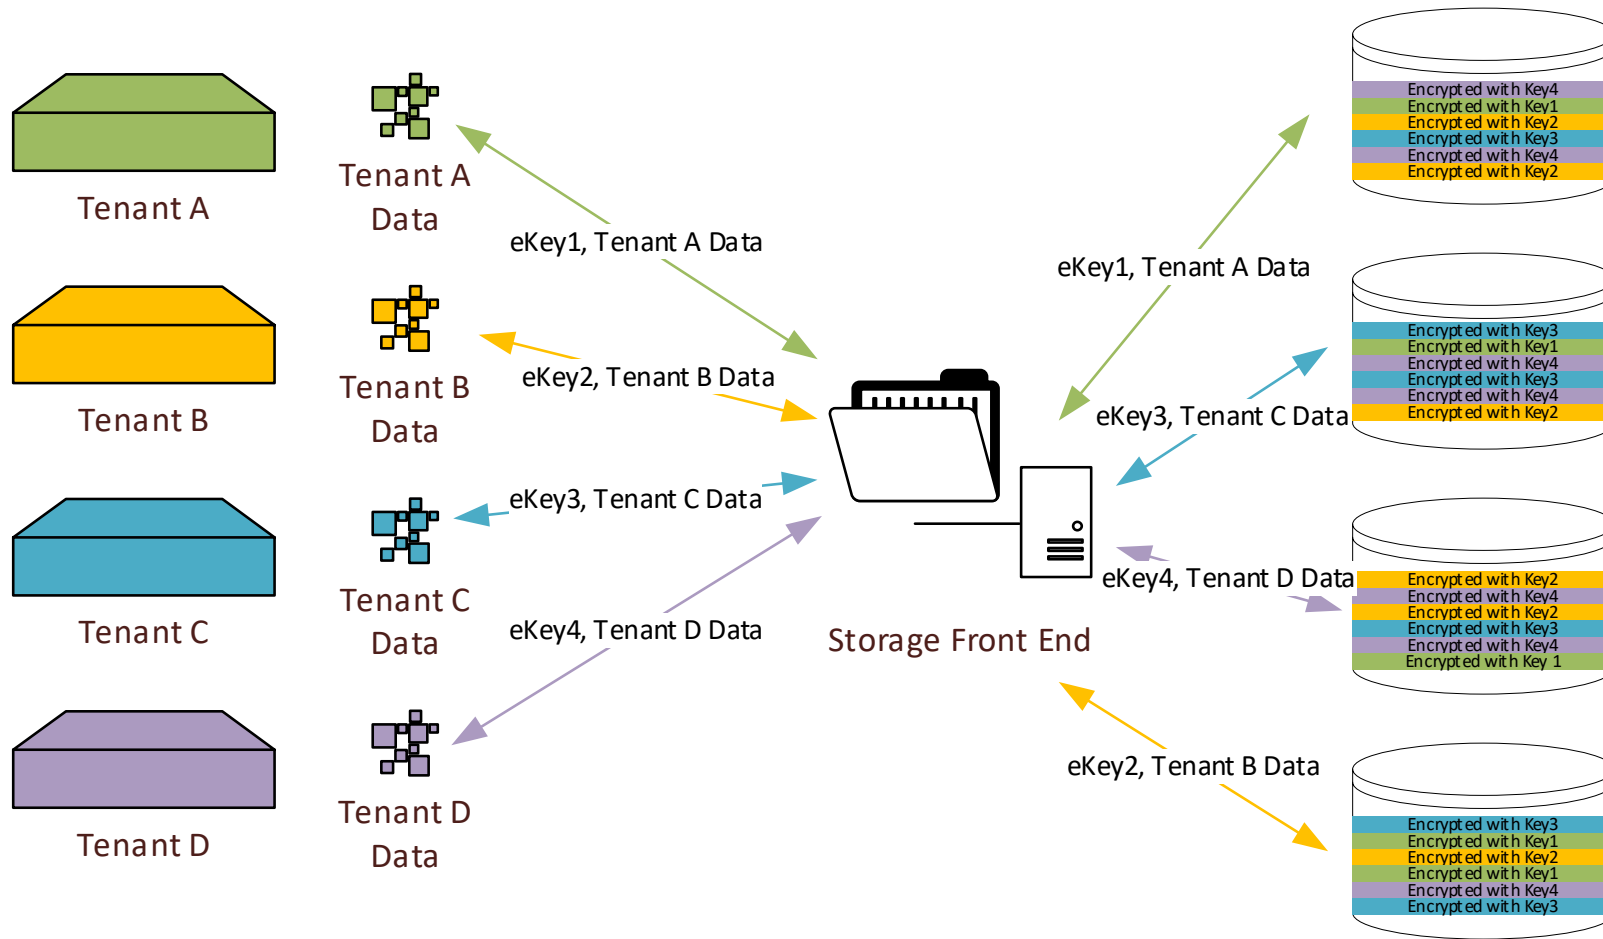 Tenant A
Tenant A
Data
eKey1, Tenant A Data
Tenant B
Tenant B
Data
eKey2, Tenant B Data
Tenant C
Tenant C
Data
eKey3, Tenant C Data
Tenant D
Tenant D
Data
eKey4, Tenant D Data
Storage Front End
eKey1, Tenant A Data
eKey3, Tenant C Data
eKey4, Tenant D Data
eKey2, Tenant B Data
Encrypted with Key4
Encrypted with Key1
Encrypted with Key2
Encrypted with Key3
Encrypted with Key4
Encrypted with Key2
Encrypted with Key3
Encrypted with Key1
Encrypted with Key4
Encrypted with Key3
Encrypted with Key4
Encrypted with Key2
Encrypted with Key2
Encrypted with Key4
Encrypted with Key2
Encrypted with Key3
Encrypted with Key4
Encrypted with Key 1
Encrypted with Key3
Encrypted with Key1
Encrypted with Key2
Encrypted with Key1
Encrypted with Key4
Encrypted with Key3